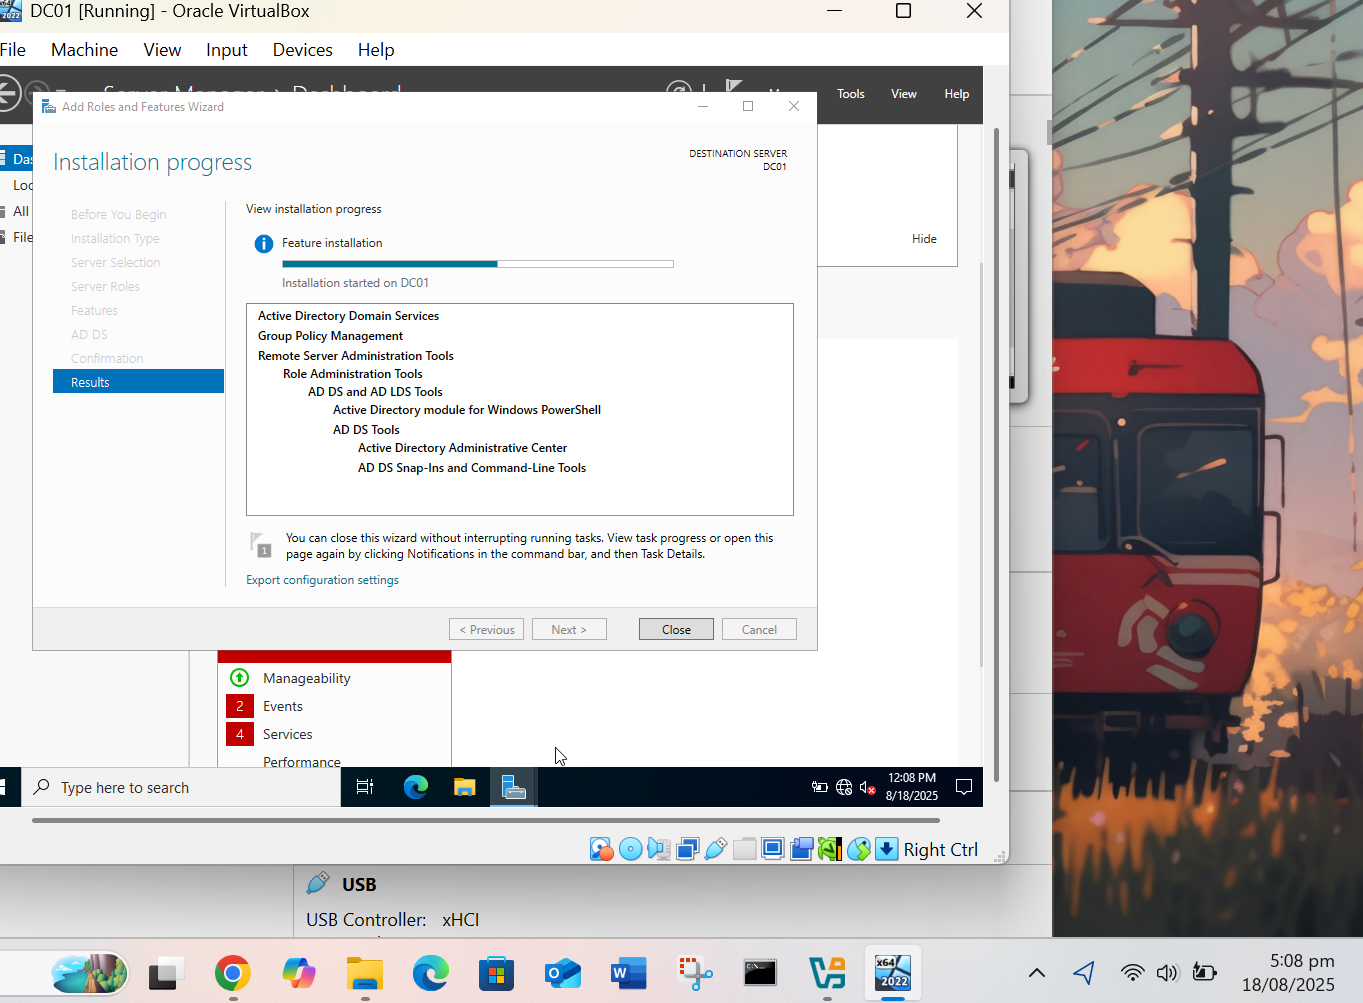 DC01 [Running] - Oracle VirtualBox
File Machine View Input Devices Help
Server Manager Dashboard
Tools View Help
Add Roles and Features Wizard
Installation progress
DESTINATION SERVER
DC01
Before You Begin
Installation Type
Server Selection
Server Roles
Features
AD DS
Confirmation
Results
View installation progress
Feature installation
Installation started on DC01
Active Directory Domain Services
Group Policy Management
Remote Server Administration Tools
Role Administration Tools
AD DS and AD LDS Tools
Active Directory module for Windows PowerShell
AD DS Tools
Active Directory Administrative Center
AD DS Snap-Ins and Command-Line Tools
1
You can close this wizard without interrupting running tasks. View task progress or open this
page again by clicking Notifications in the command bar, and then Task Details.
Export configuration settings
< Previous Next > Close Cancel
Hide
All
Manageability
2 Events
4 Services
Performance
Type here to search
12:08 PM
8/18/2025
Right Ctrl
USB
USB Controller: xHCI
x64
2022
5:08 pm
18/08/2025